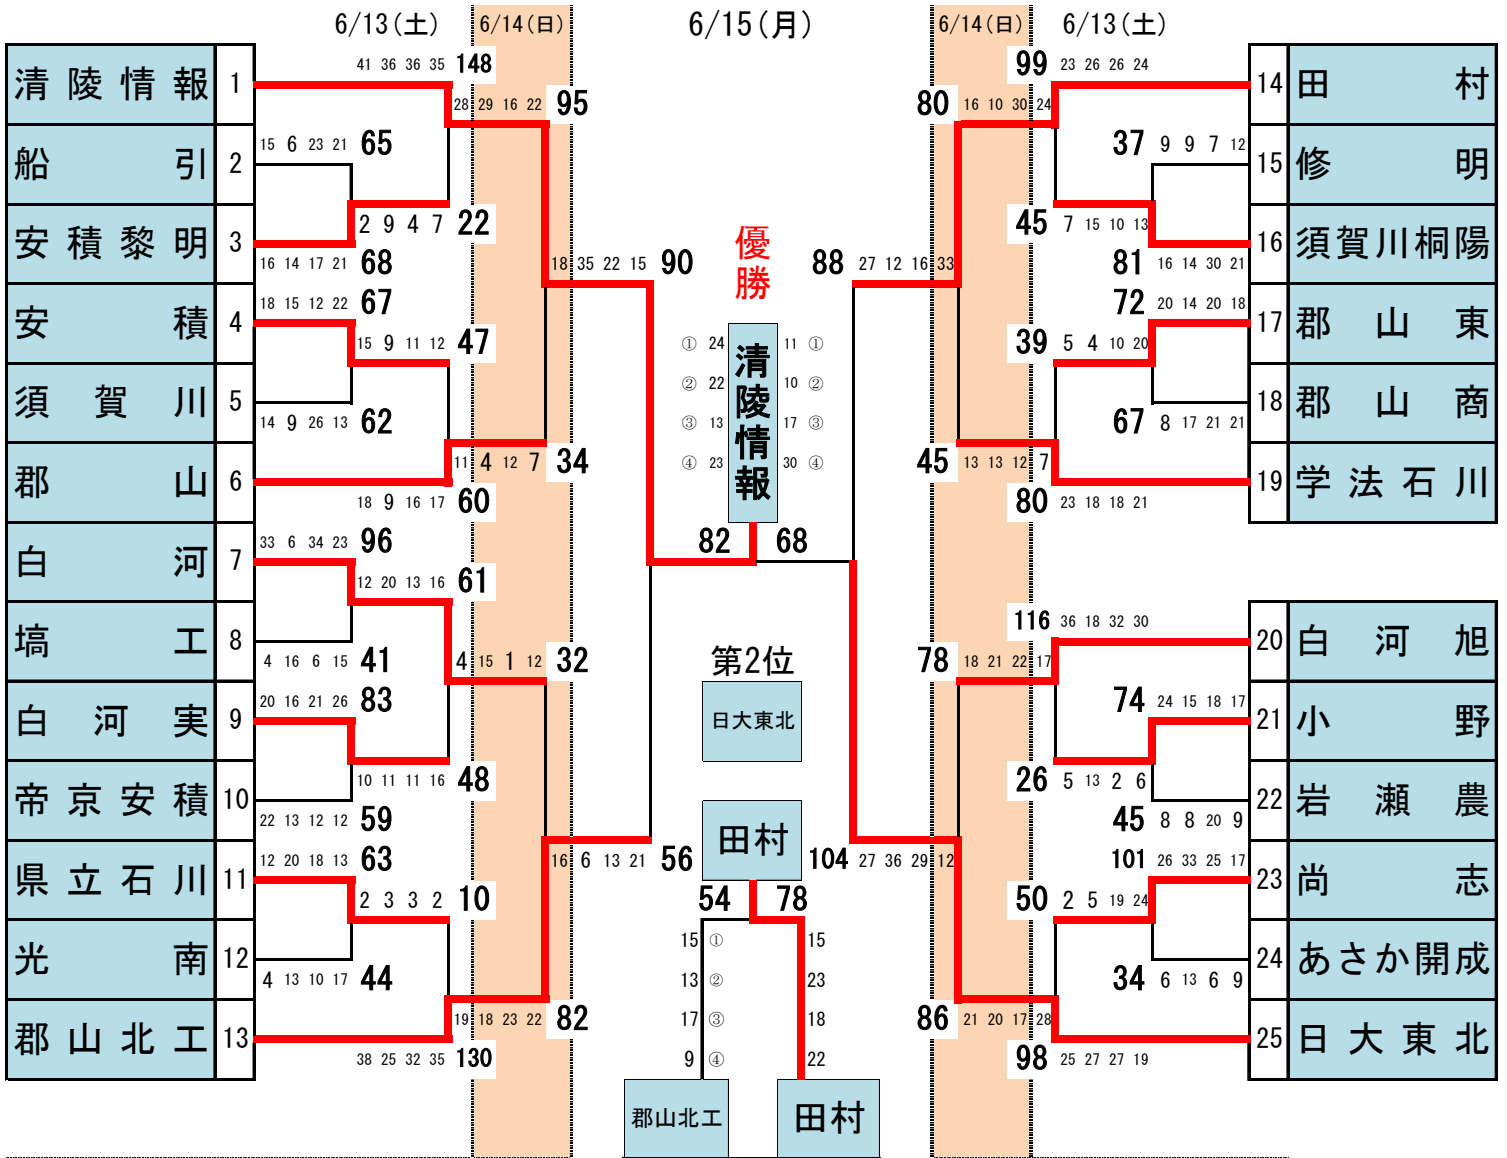 6/13(土)
6/14(日)
6/15(月)
6/14(日)
6/13(土)
清陵情報 1
41 36 36 35 148
28 29 16 22 95
船引 2
15 6 23 21 65
2 9 4 7 22
安積黎明 3
16 14 17 21 68
18 35 22 15 90
安積 4
18 15 12 22 67
15 9 11 12 47
須賀川 5
14 9 26 13 62
11 4 12 7 34
郡山 6
18 9 16 17 60
白河 7
33 6 34 23 96
12 20 13 16 61
塙工 8
4 16 6 15 41
4 15 1 12 32
白河実 9
20 16 21 26 83
10 11 11 16 48
帝京安積 10
22 13 12 12 59
16 6 13 21 56
県立石川 11
12 20 18 13 63
2 3 3 2 10
光南 12
4 13 10 17 44
19 18 23 22 82
郡山北工 13
38 25 32 35 130
優勝
清陵情報
① 24 11 ①
② 22 10 ②
③ 13 17 ③
④ 23 30 ④
82 68
第2位
日大東北
田村
54 78
15 ① 15
13 ② 23
17 ③ 18
9 ④ 22
郡山北工
田村
99 23 26 26 24
14 田村
80 16 10 30 24
37 9 9 7 12
15 修明
45 7 15 10 13
16 須賀川桐陽
81 16 14 30 21
88 27 12 16 33
72 20 14 20 18
17 郡山東
39 5 4 10 20
18 郡山商
67 8 17 21 21
45 13 13 12 7
19 学法石川
80 23 18 18 21
116 36 18 32 30
20 白河旭
78 18 21 22 17
74 24 15 18 17
21 小野
26 5 13 2 6
22 岩瀬農
45 8 8 20 9
104 27 36 29 12
101 26 33 25 17
23 尚志
50 2 5 19 24
24 あさか開成
34 6 13 6 9
86 21 20 17 28
25 日大東北
98 25 27 27 19